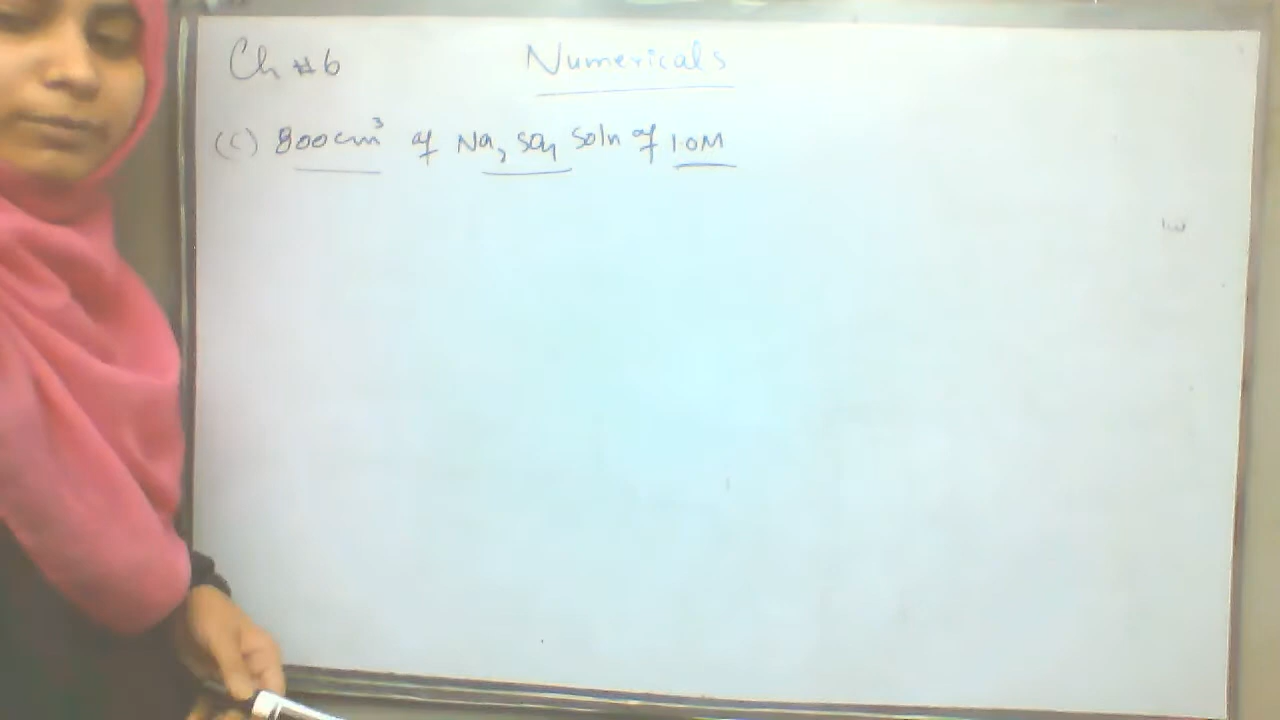 Ch #6
Numericals
(C) 800cm³ of Na₂SO₄ soln of 1.0M